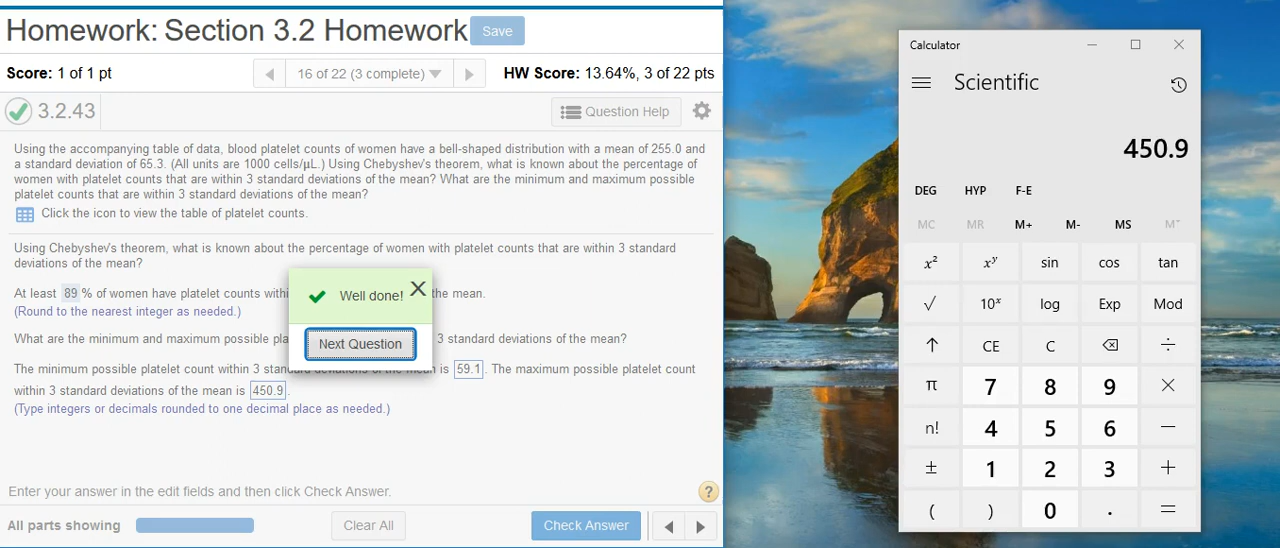 Homework: Section 3.2 Homework
Save
Score: 1 of 1 pt
16 of 22 (3 complete)
HW Score: 13.64%, 3 of 22 pts
3.2.43
Question Help
Using the accompanying table of data, blood platelet counts of women have a bell-shaped distribution with a mean of 255.0 and
a standard deviation of 65.3. (All units are 1000 cells/μL.) Using Chebyshev's theorem, what is known about the percentage of
women with platelet counts that are within 3 standard deviations of the mean? What are the minimum and maximum possible
platelet counts that are within 3 standard deviations of the mean?
Click the icon to view the table of platelet counts.
Using Chebyshev's theorem, what is known about the percentage of women with platelet counts that are within 3 standard
deviations of the mean?
At least 89 % of women have platelet counts withi the mean.
(Round to the nearest integer as needed.)
Well done!
Next Question
What are the minimum and maximum possible pla 3 standard deviations of the mean?
The minimum possible platelet count within 3 standard deviations of the mean is 59.1. The maximum possible platelet count
within 3 standard deviations of the mean is 450.9.
(Type integers or decimals rounded to one decimal place as needed.)
Enter your answer in the edit fields and then click Check Answer.
?
All parts showing
Clear All
Check Answer
Calculator
Scientific
450.9
DEG HYP F-E
MC MR M+ M- MS M˅
x² xʸ sin cos tan
√ 10ˣ log Exp Mod
↑ CE C ⌫ ÷
π 7 8 9 ×
n! 4 5 6 −
± 1 2 3 +
( ) 0 . =